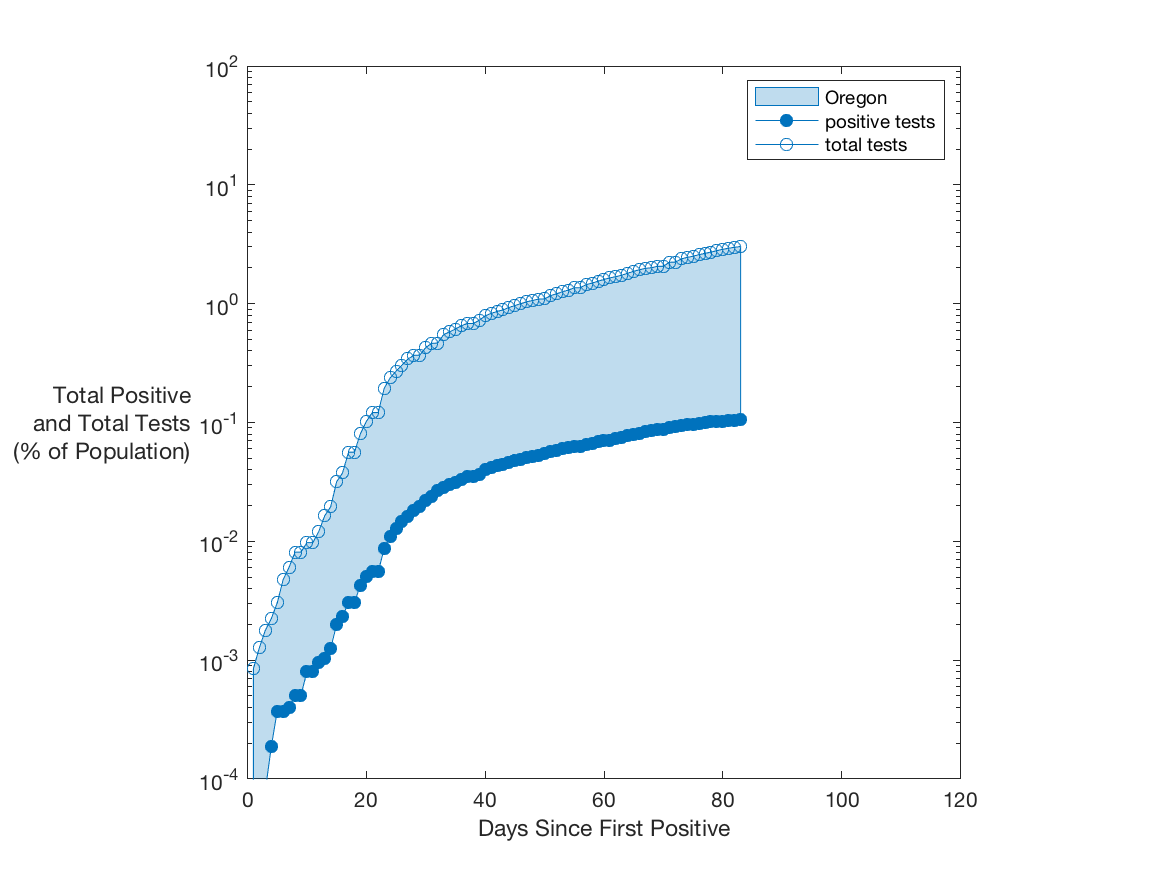 10^2
10^1
10^0
10^-1
10^-2
10^-3
10^-4
Total Positive
and Total Tests
(% of Population)
Oregon
positive tests
total tests
0 20 40 60 80 100 120
Days Since First Positive